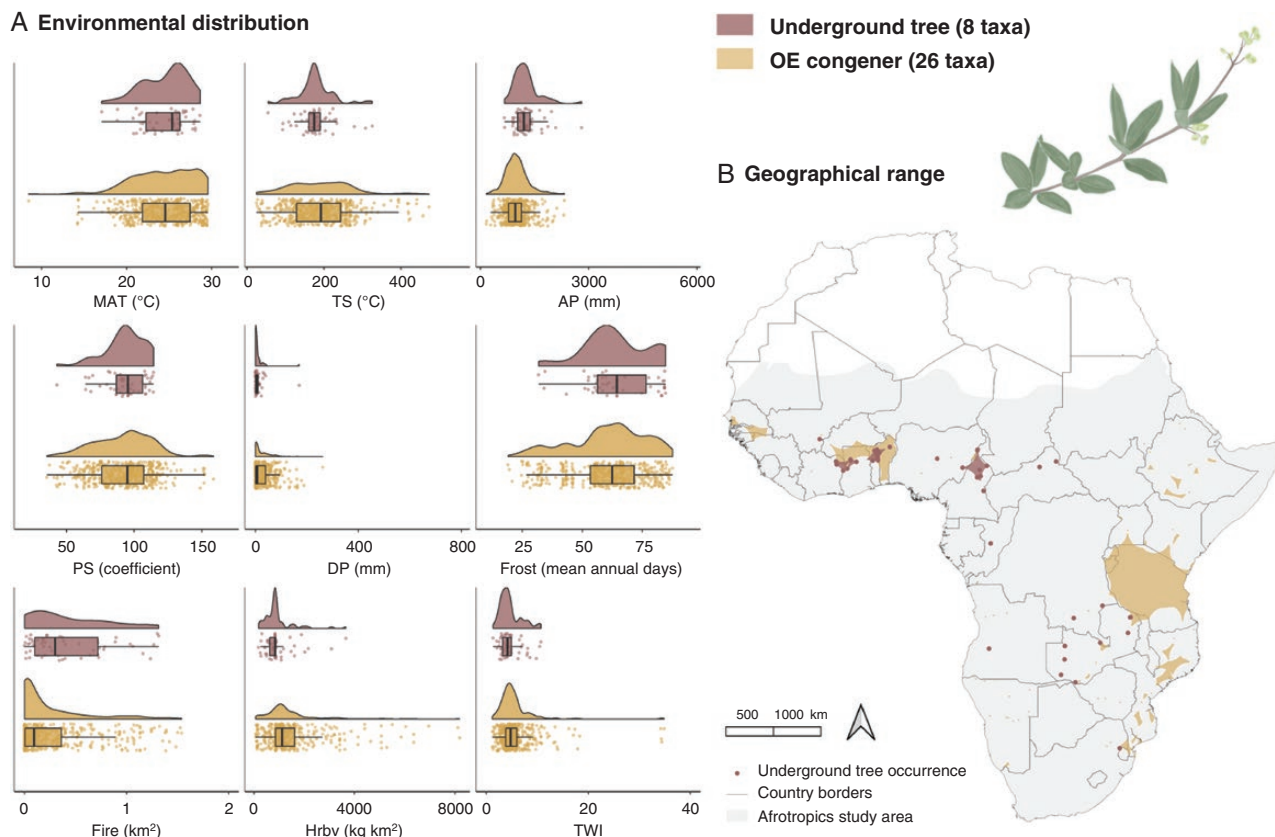 A Environmental distribution
Underground tree (8 taxa)
OE congener (26 taxa)
10 20 30
MAT (°C)
0 200 400
TS (°C)
0 3000 6000
AP (mm)
50 100 150
PS (coefficient)
0 400 800
DP (mm)
25 50 75
Frost (mean annual days)
0 1 2
Fire (km²)
0 4000 8000
Hrbv (kg km²)
0 20 40
TWI
B Geographical range
500 1000 km
Underground tree occurrence
Country borders
Afrotropics study area